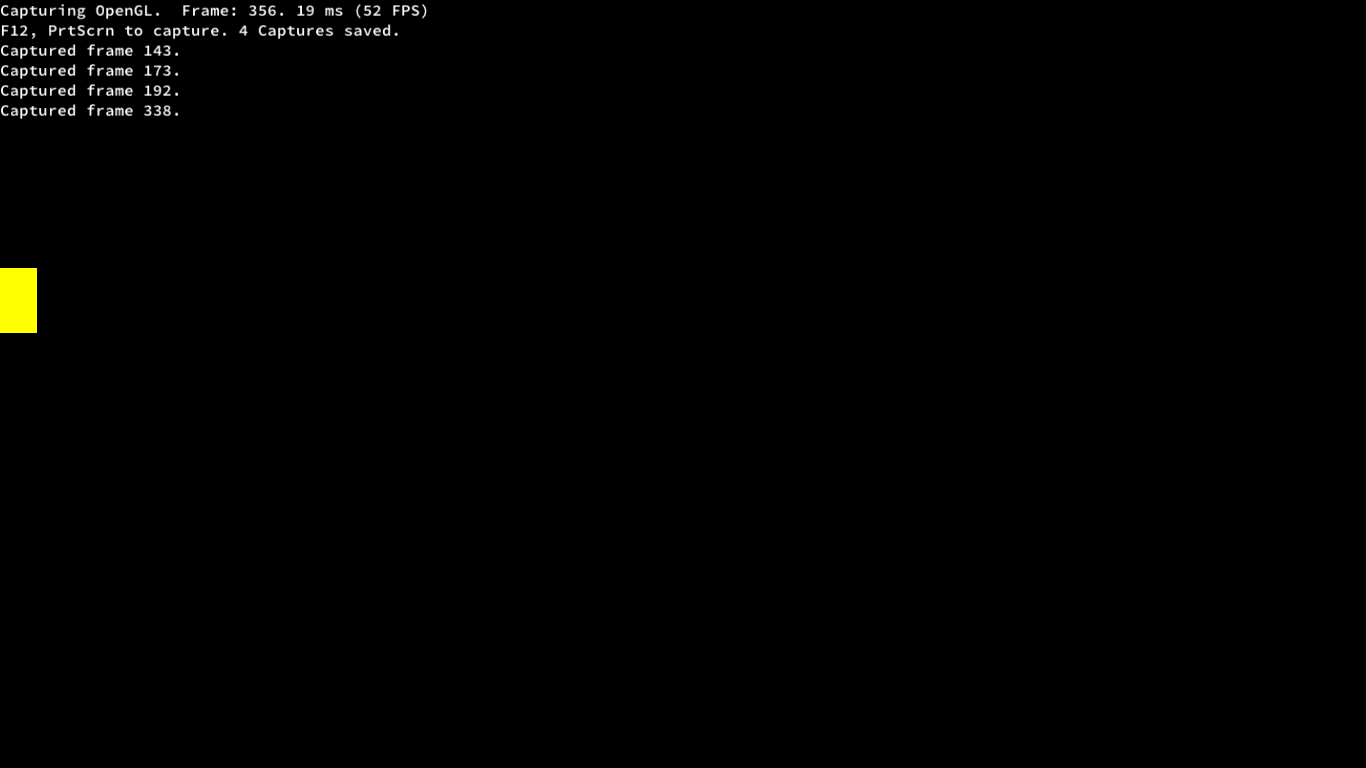 Capturing OpenGL.  Frame: 356. 19 ms (52 FPS)
F12, PrtScrn to capture. 4 Captures saved.
Captured frame 143.
Captured frame 173.
Captured frame 192.
Captured frame 338.